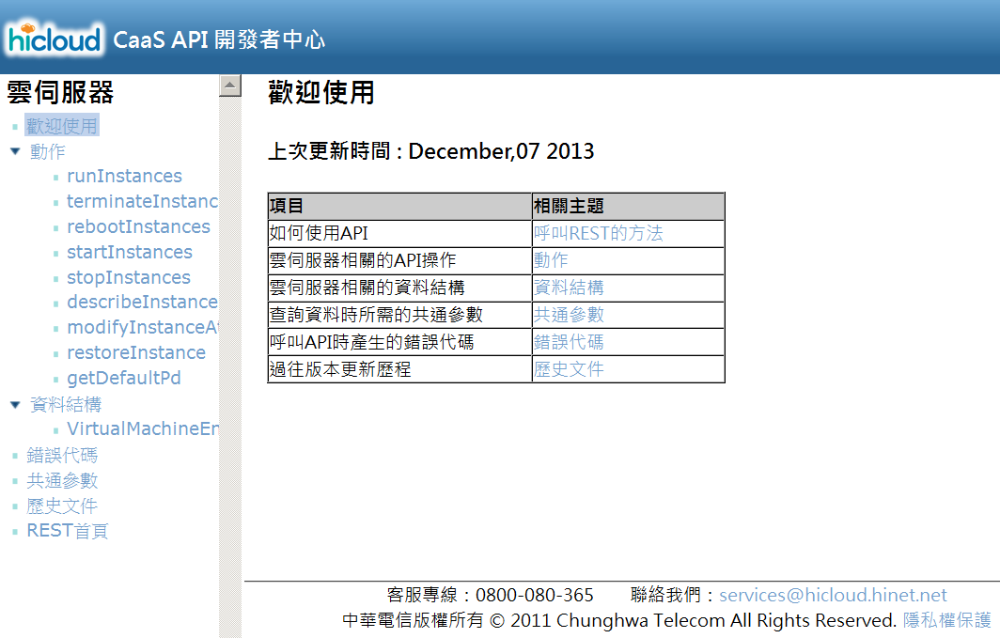 hicloud CaaS API 開發者中心
雲伺服器
歡迎使用
動作
runInstances
terminateInstanc
rebootInstances
startInstances
stopInstances
describeInstance
modifyInstanceA
restoreInstance
getDefaultPd
資料結構
VirtualMachineEn
錯誤代碼
共通參數
歷史文件
REST首頁
歡迎使用
上次更新時間 : December,07 2013
項目 相關主題
如何使用API 呼叫REST的方法
雲伺服器相關的API操作 動作
雲伺服器相關的資料結構 資料結構
查詢資料時所需的共通參數 共通參數
呼叫API時產生的錯誤代碼 錯誤代碼
過往版本更新歷程 歷史文件
客服專線：0800-080-365 聯絡我們：services@hicloud.hinet.net
中華電信版權所有 © 2011 Chunghwa Telecom All Rights Reserved. 隱私權保護